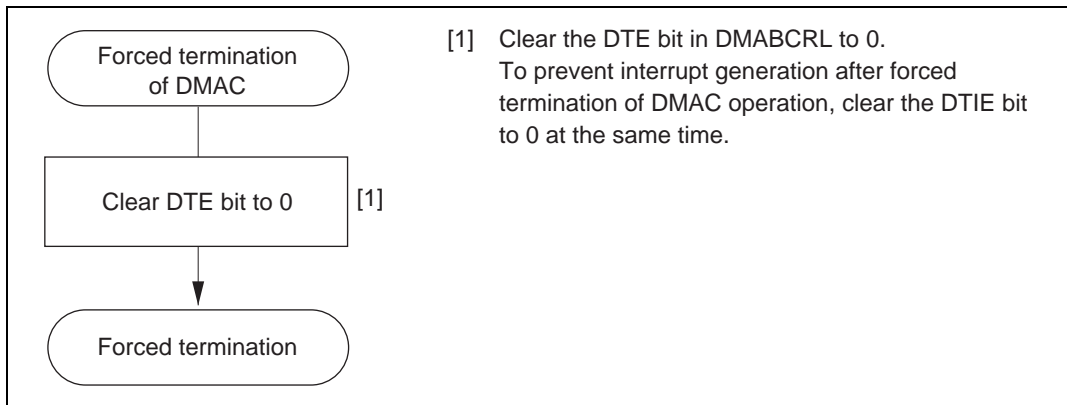 Forced termination
of DMAC
Clear DTE bit to 0
[1]
Forced termination
[1] Clear the DTE bit in DMABCRL to 0.
To prevent interrupt generation after forced
termination of DMAC operation, clear the DTIE bit
to 0 at the same time.